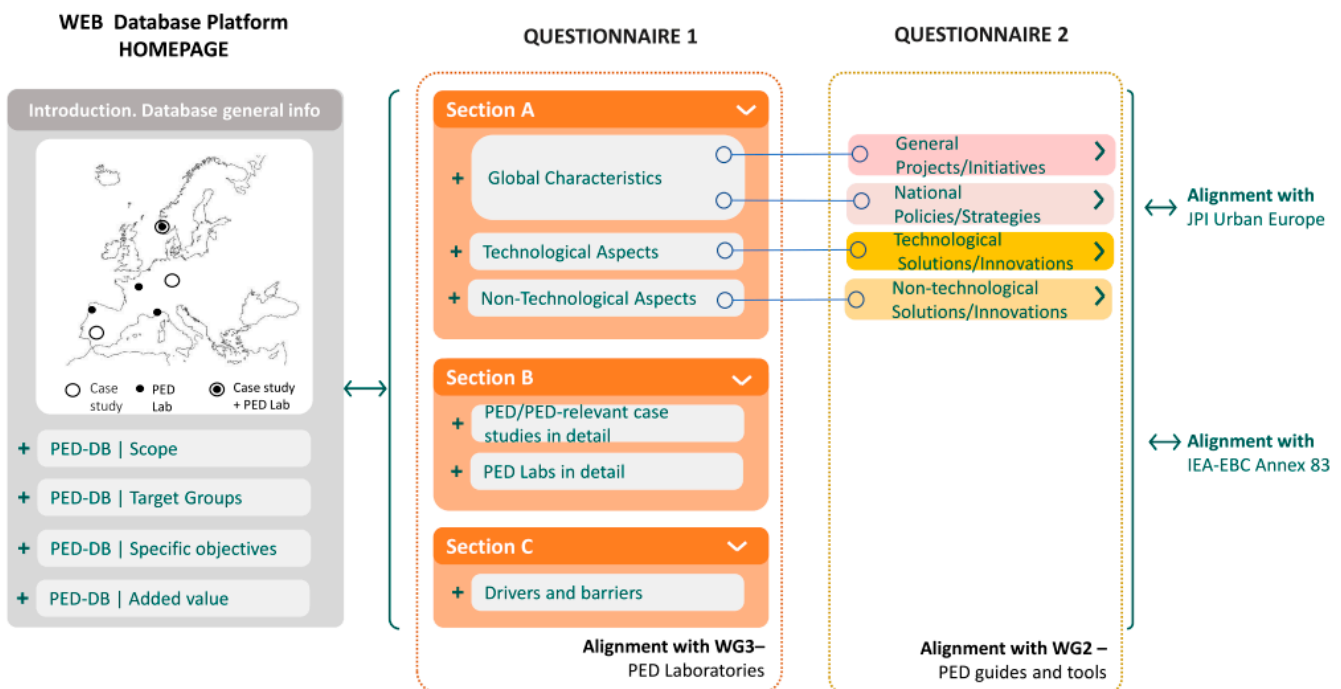 WEB Database Platform
HOMEPAGE
Introduction. Database general info
Case
study
PED
Lab
Case study
+ PED Lab
+ PED-DB | Scope
+ PED-DB | Target Groups
+ PED-DB | Specific objectives
+ PED-DB | Added value
QUESTIONNAIRE 1
Section A
+ Global Characteristics
+ Technological Aspects
+ Non-Technological Aspects
Section B
+ PED/PED-relevant case
studies in detail
+ PED Labs in detail
Section C
+ Drivers and barriers
Alignment with WG3–
PED Laboratories
QUESTIONNAIRE 2
General
Projects/Initiatives
National
Policies/Strategies
Technological
Solutions/Innovations
Non-technological
Solutions/Innovations
Alignment with WG2 –
PED guides and tools
Alignment with
JPI Urban Europe
Alignment with
IEA-EBC Annex 83